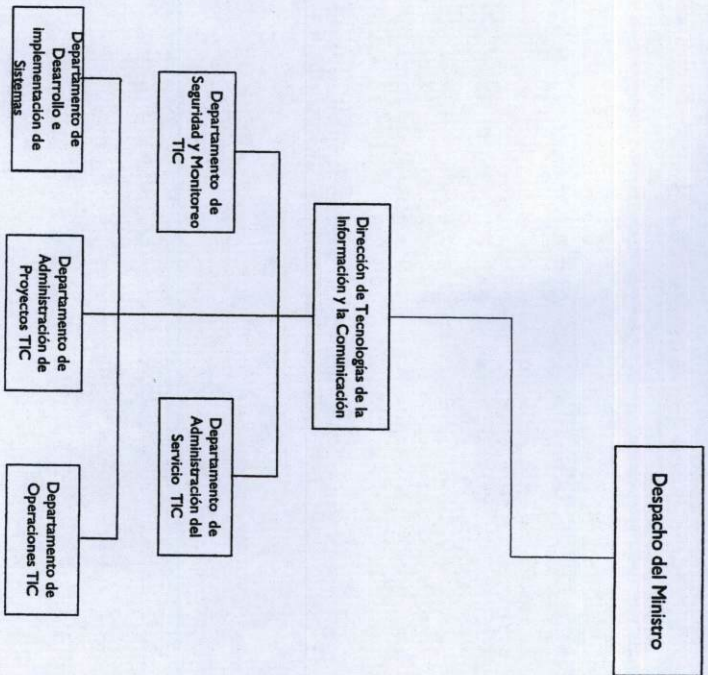 Despacho del Ministro
Dirección de Tecnologías de la
Información y la Comunicación
Departamento de
Seguridad y Monitoreo
TIC
Departamento de
Administración del
Servicio TIC
Departamento de
Desarrollo e
Implementación de
Sistemas
Departamento de
Administración de
Proyectos TIC
Departamento de
Operaciones TIC